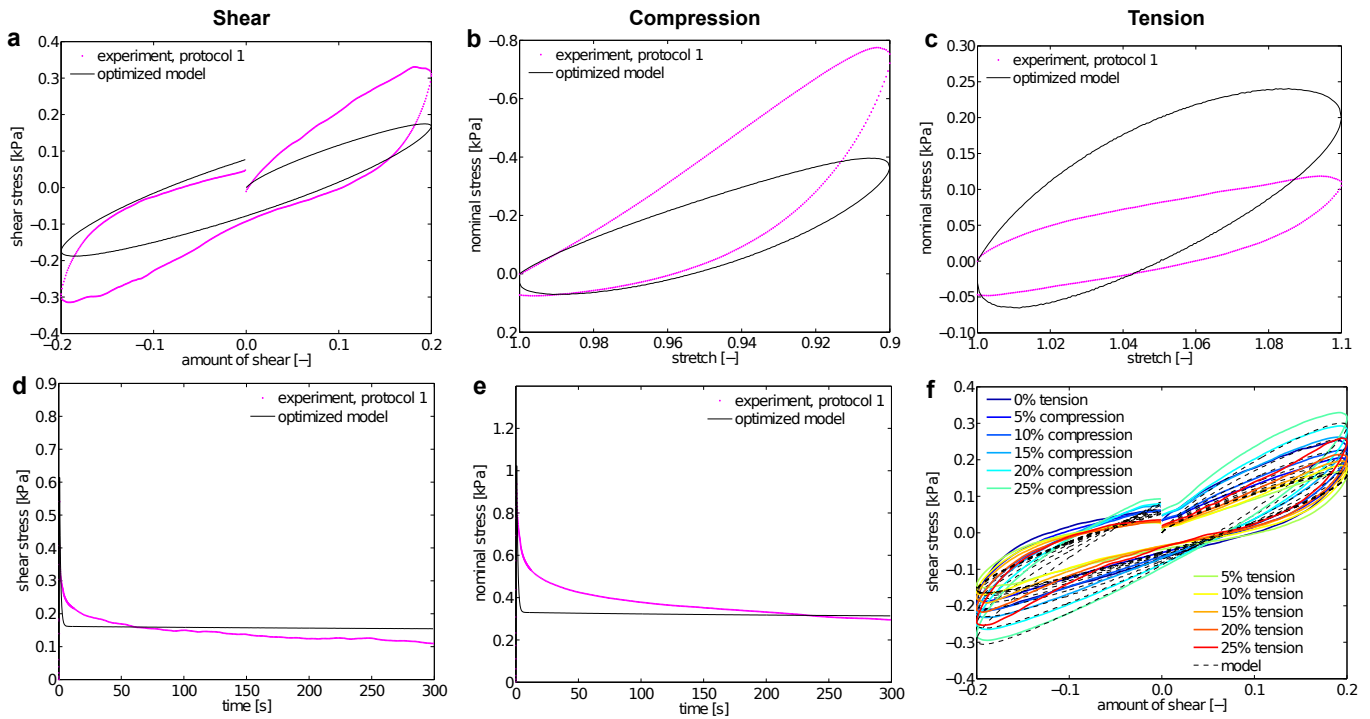 Shear
Compression
Tension
a
experiment, protocol 1
optimized model
shear stress [kPa]
0.4
0.3
0.2
0.1
0.0
−0.1
−0.2
−0.3
−0.4
−0.2
−0.1
0.0
0.1
0.2
amount of shear [−]
b
experiment, protocol 1
optimized model
nominal stress [kPa]
−0.8
−0.6
−0.4
−0.2
0.0
0.2
1.0
0.98
0.96
0.94
0.92
0.9
stretch [−]
c
experiment, protocol 1
optimized model
nominal stress [kPa]
0.30
0.25
0.20
0.15
0.10
0.05
0.00
−0.05
−0.10
1.0
1.02
1.04
1.06
1.08
1.1
stretch [−]
d
experiment, protocol 1
optimized model
shear stress [kPa]
0.9
0.8
0.7
0.6
0.5
0.4
0.3
0.2
0.1
0
0
50
100
150
200
250
300
time [s]
e
experiment, protocol 1
optimized model
nominal stress [kPa]
1.2
1
0.8
0.6
0.4
0.2
0
0
50
100
150
200
250
300
time [s]
f
0% tension
5% compression
10% compression
15% compression
20% compression
25% compression
5% tension
10% tension
15% tension
20% tension
25% tension
model
shear stress [kPa]
0.4
0.3
0.2
0.1
0.0
−0.1
−0.2
−0.3
−0.4
−0.2
−0.1
0.0
0.1
0.2
amount of shear [−]